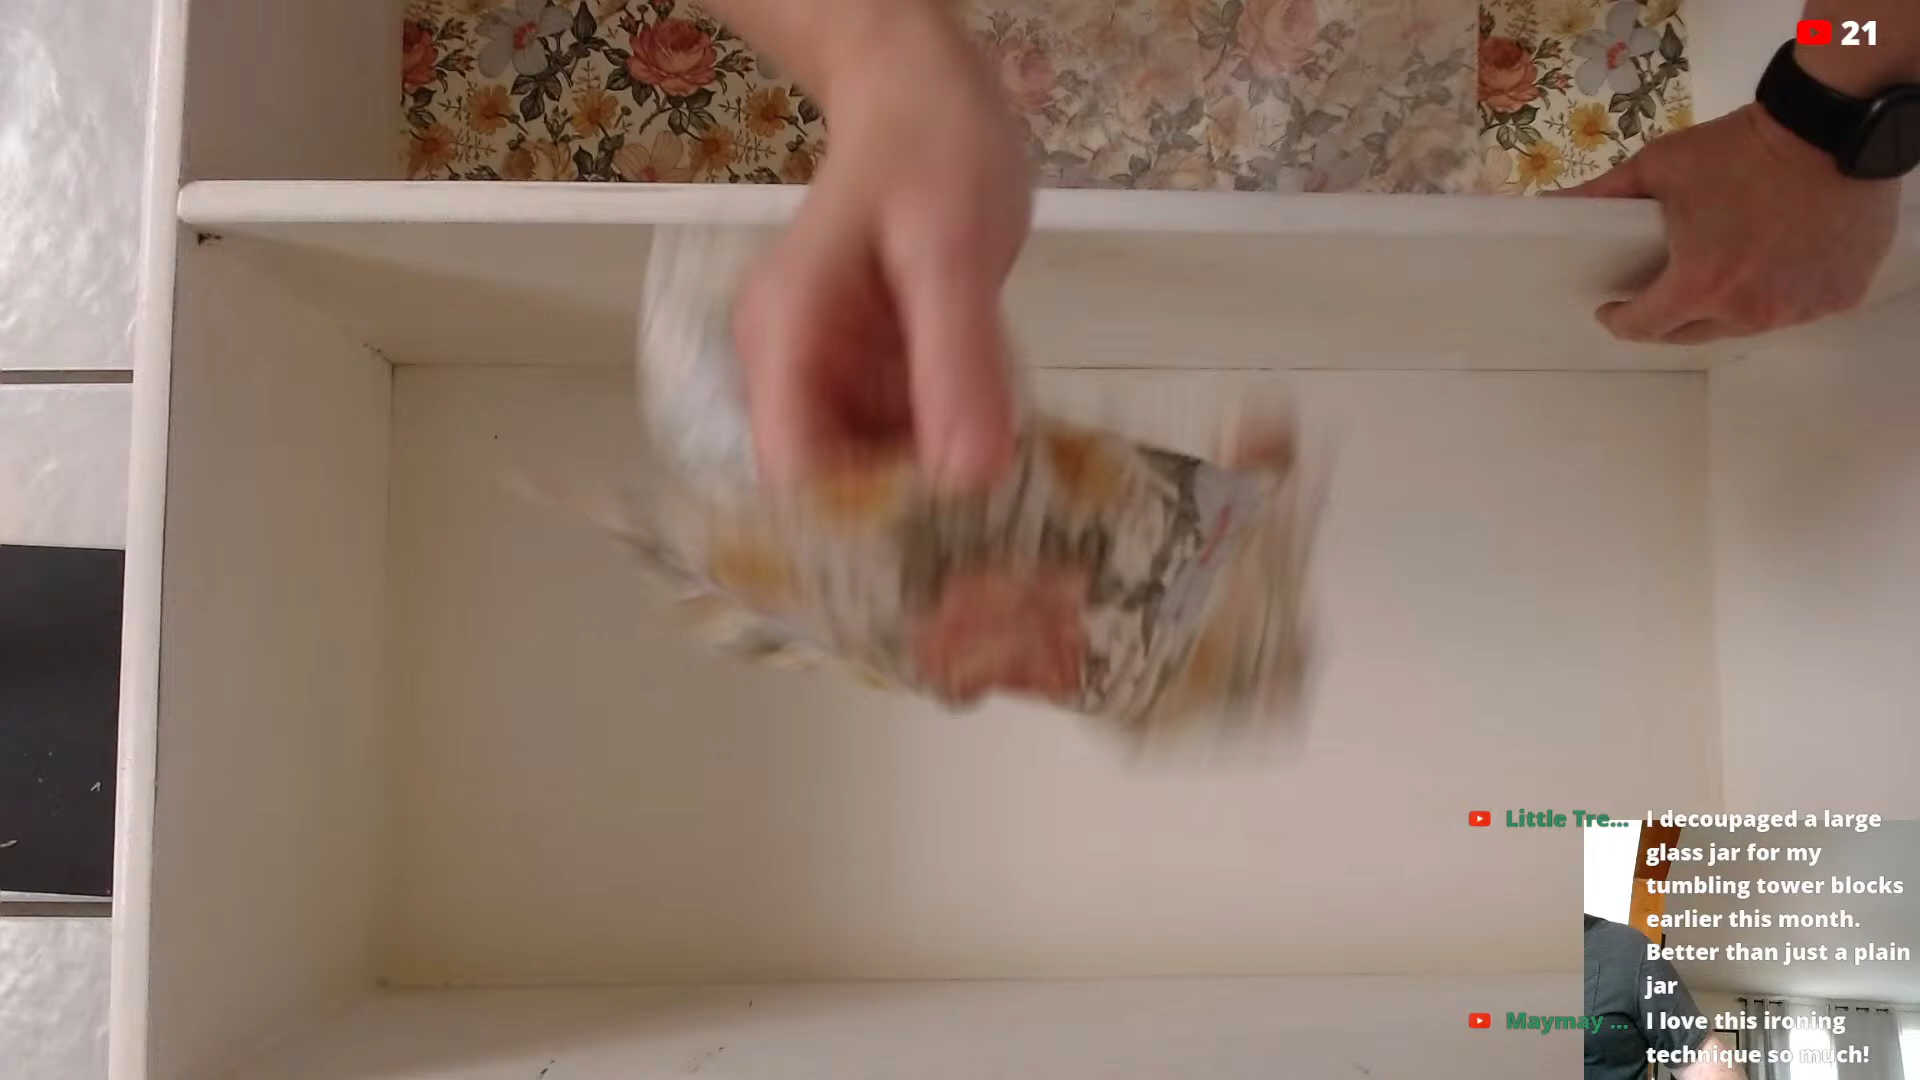 21
Little Tre... I decoupaged a large
glass jar for my
tumbling tower blocks
earlier this month.
Better than just a plain
jar
Maymay ... I love this ironing
technique so much!